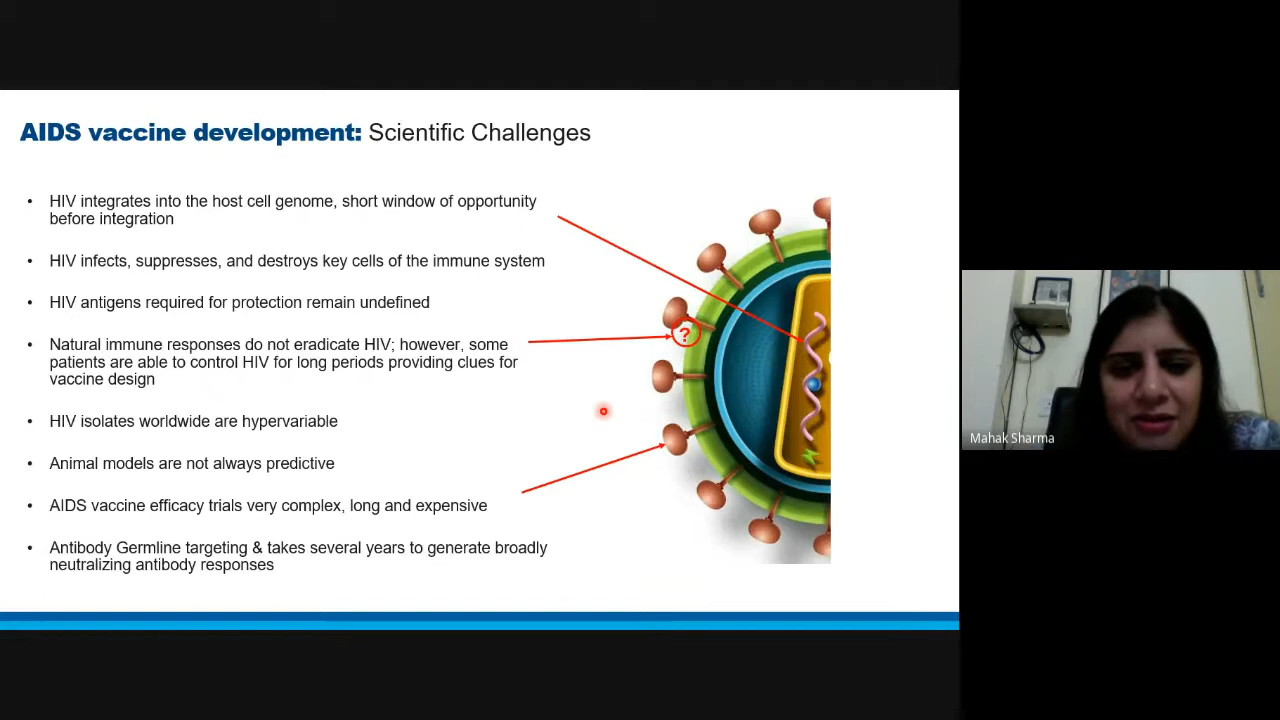 AIDS vaccine development: Scientific Challenges
• HIV integrates into the host cell genome, short window of opportunity
before integration
• HIV infects, suppresses, and destroys key cells of the immune system
• HIV antigens required for protection remain undefined
• Natural immune responses do not eradicate HIV; however, some
patients are able to control HIV for long periods providing clues for
vaccine design
• HIV isolates worldwide are hypervariable
• Animal models are not always predictive
• AIDS vaccine efficacy trials very complex, long and expensive
• Antibody Germline targeting & takes several years to generate broadly
neutralizing antibody responses
?
Mahak Sharma